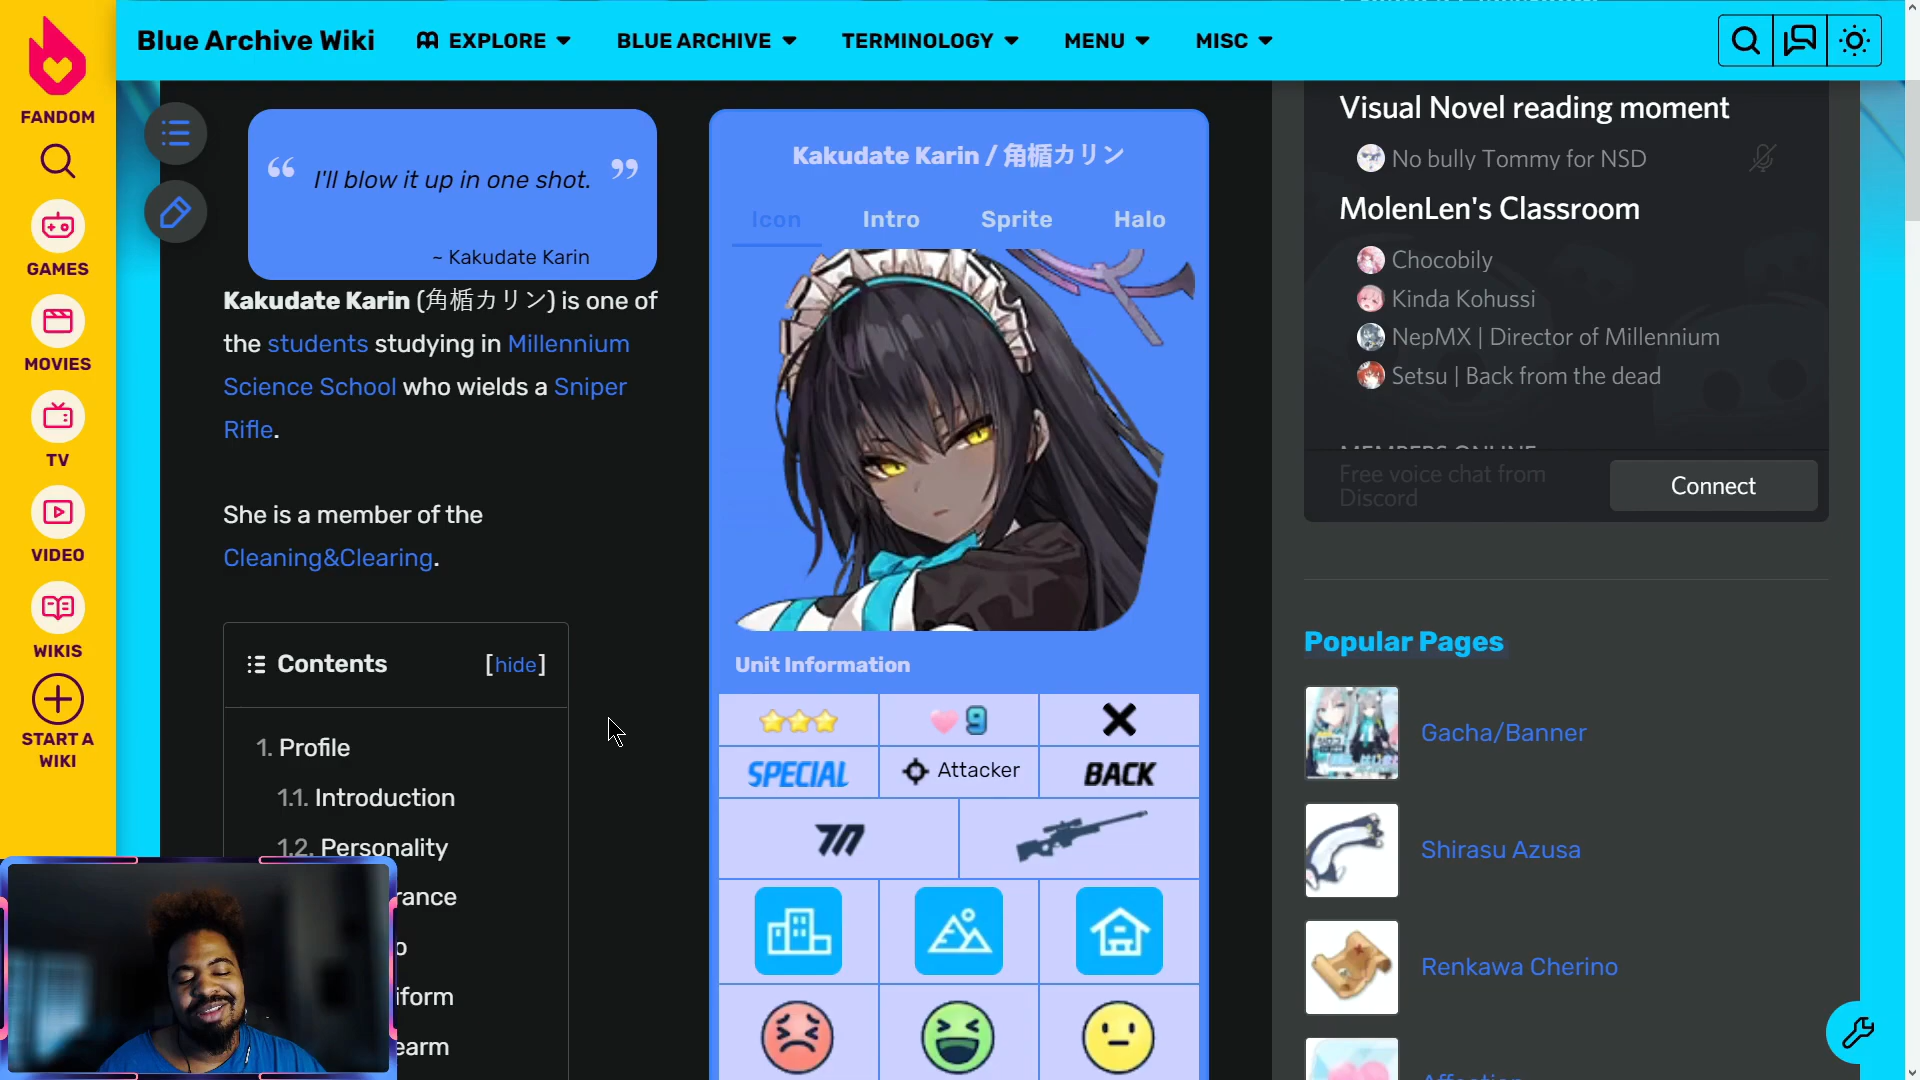 Blue Archive Wiki
EXPLORE
BLUE ARCHIVE
TERMINOLOGY
MENU
MISC
FANDOM
GAMES
MOVIES
TV
VIDEO
WIKIS
START A
WIKI
“ I'll blow it up in one shot. ”
~ Kakudate Karin
Kakudate Karin (角楯カリン) is one of
the students studying in Millennium
Science School who wields a Sniper
Rifle.
She is a member of the
Cleaning&Clearing.
Contents [hide]
1. Profile
1.1. Introduction
1.2. Personality
rance
o
iform
earm
Kakudate Karin / 角楯カリン
Icon Intro Sprite Halo
Unit Information
9
SPECIAL
Attacker
BACK
Visual Novel reading moment
No bully Tommy for NSD
MolenLen's Classroom
Chocobily
Kinda Kohussi
NepMX | Director of Millennium
Setsu | Back from the dead
MEMBERS ONLINE
Free voice chat from
Discord
Connect
Popular Pages
Gacha/Banner
Shirasu Azusa
Renkawa Cherino
Affection